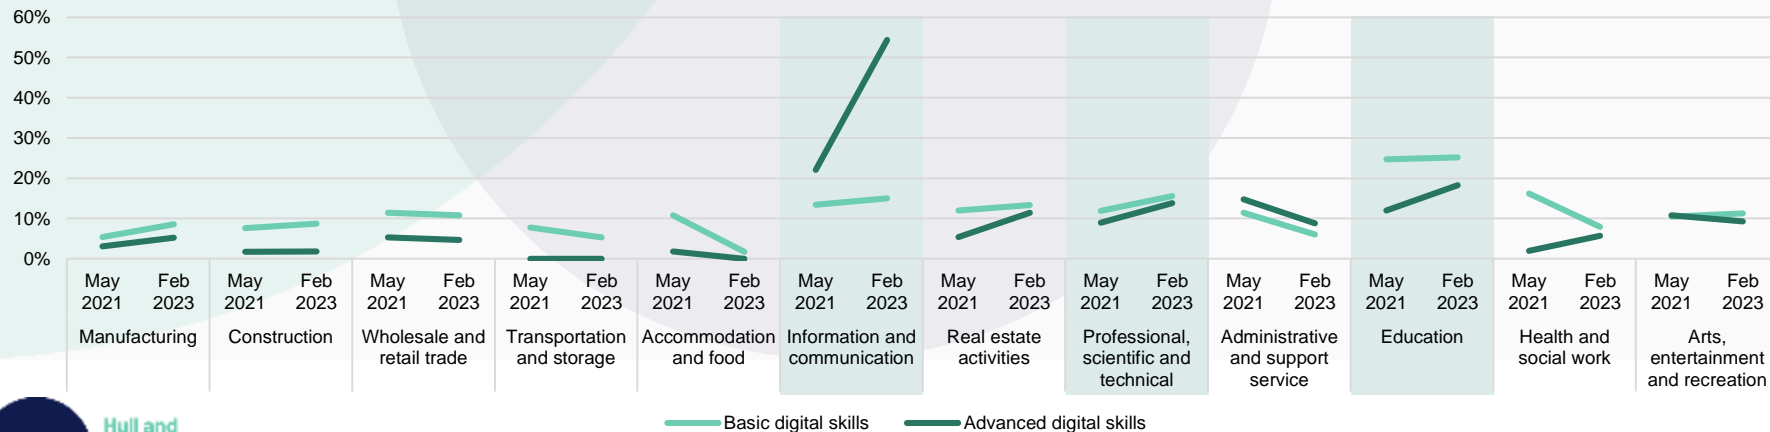 60%
50%
40%
30%
20%
10%
0%
May Feb May Feb May Feb May Feb May Feb May Feb May Feb May Feb May Feb May Feb May Feb May Feb
2021 2023 2021 2023 2021 2023 2021 2023 2021 2023 2021 2023 2021 2023 2021 2023 2021 2023 2021 2023 2021 2023 2021 2023
Manufacturing
Construction
Wholesale and
retail trade
Transportation
and storage
Accommodation
and food
Information and
communication
Real estate
activities
Professional,
scientific and
technical
Administrative
and support
service
Education
Health and
social work
Arts,
entertainment
and recreation
Basic digital skills
Advanced digital skills
Hull and